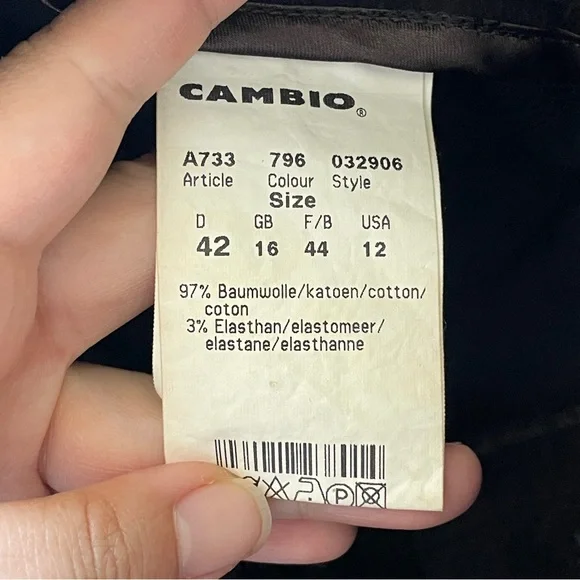 CAMBIO®
A733 796 032906
Article Colour Style
Size
D GB F/B USA
42 16 44 12
97% Baumwolle/katoen/cotton/
coton
3% Elasthan/elastomeer/
elastane/elasthanne
P